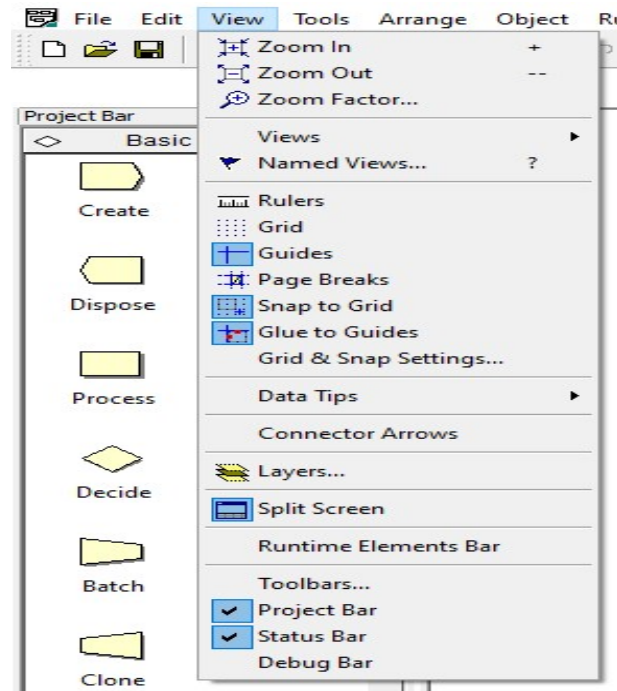 File Edit View Tools Arrange Object
Zoom In +
Zoom Out --
Zoom Factor...
Views
Named Views... ?
Rulers
Grid
Guides
Page Breaks
Snap to Grid
Glue to Guides
Grid & Snap Settings...
Data Tips
Connector Arrows
Layers...
Split Screen
Runtime Elements Bar
Toolbars...
Project Bar
Status Bar
Debug Bar
Project Bar
Basic
Create
Dispose
Process
Decide
Batch
Clone